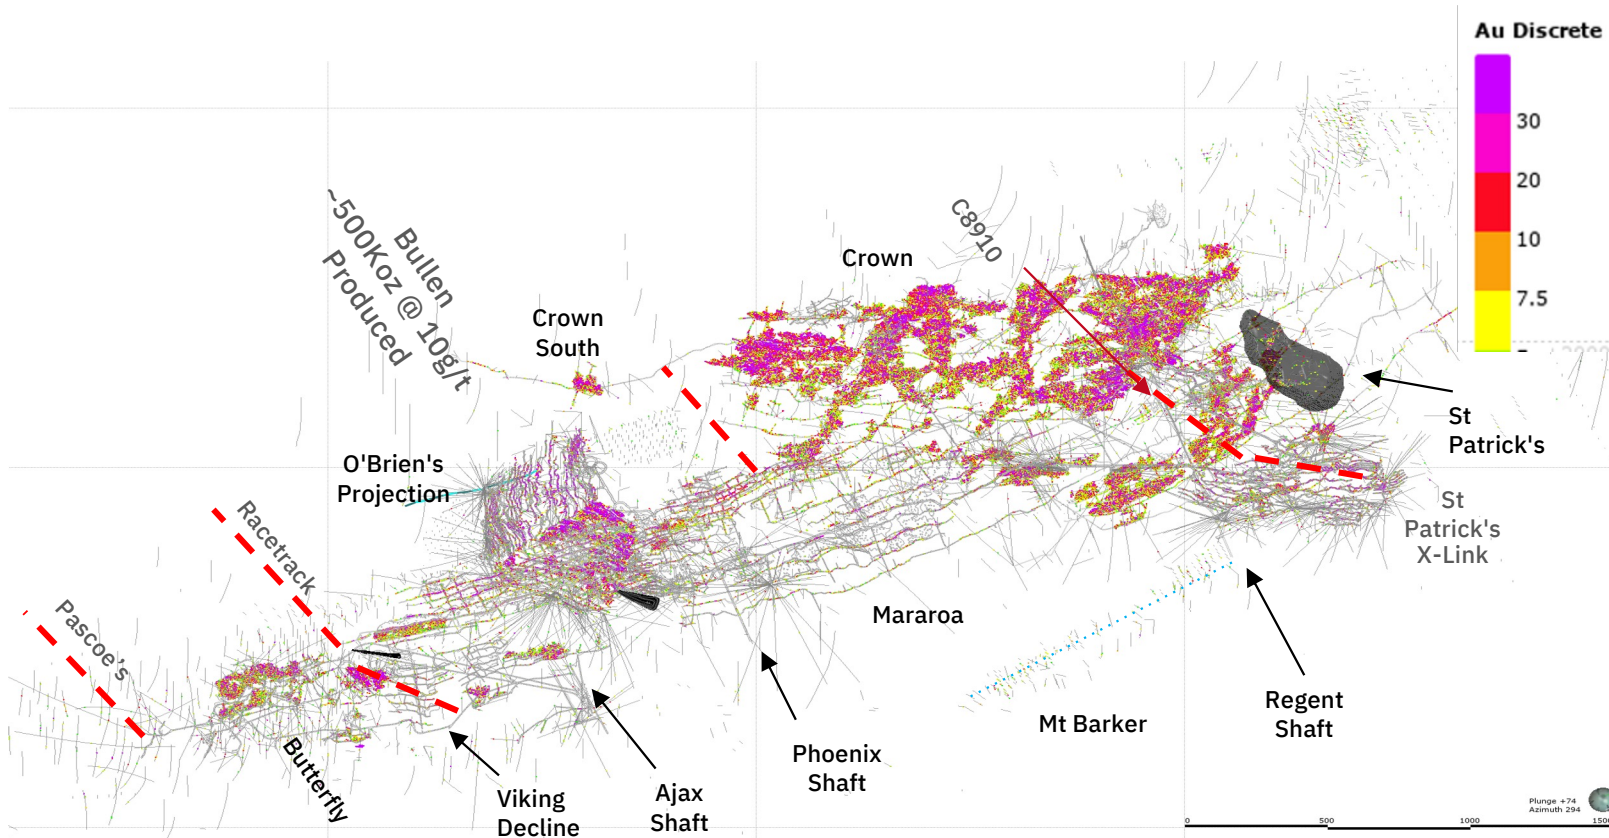 Au Discrete
30
20
10
7.5
C8910
Crown
Bullen
~500Koz @ 10g/t
Produced
Crown
South
St
Patrick's
O'Brien's
Projection
Racetrack
St
Patrick's
X-Link
Pascoe's
Mararoa
Regent
Shaft
Mt Barker
Phoenix
Shaft
Butterfly
Viking
Decline
Ajax
Shaft
Plunge +74
Azimuth 294
0
500
1000